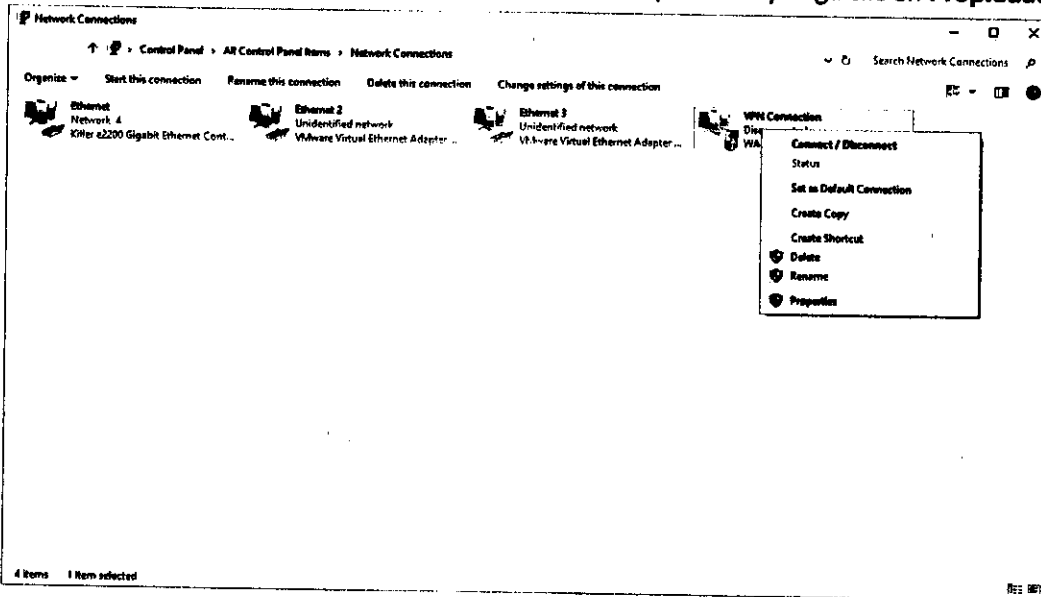 Network Connections
Control Panel › All Control Panel Items › Network Connections
Search Network Connections
Organize
Start this connection
Rename this connection
Delete this connection
Change settings of this connection
Ethernet
Network 4
Killer e2200 Gigabit Ethernet Cont...
Ethernet 2
Unidentified network
VMware Virtual Ethernet Adapter ...
Ethernet 3
Unidentified network
VMware Virtual Ethernet Adapter ...
VPN Connection
WA
Connect / Disconnect
Status
Set as Default Connection
Create Copy
Create Shortcut
Delete
Rename
Properties
4 items
1 item selected